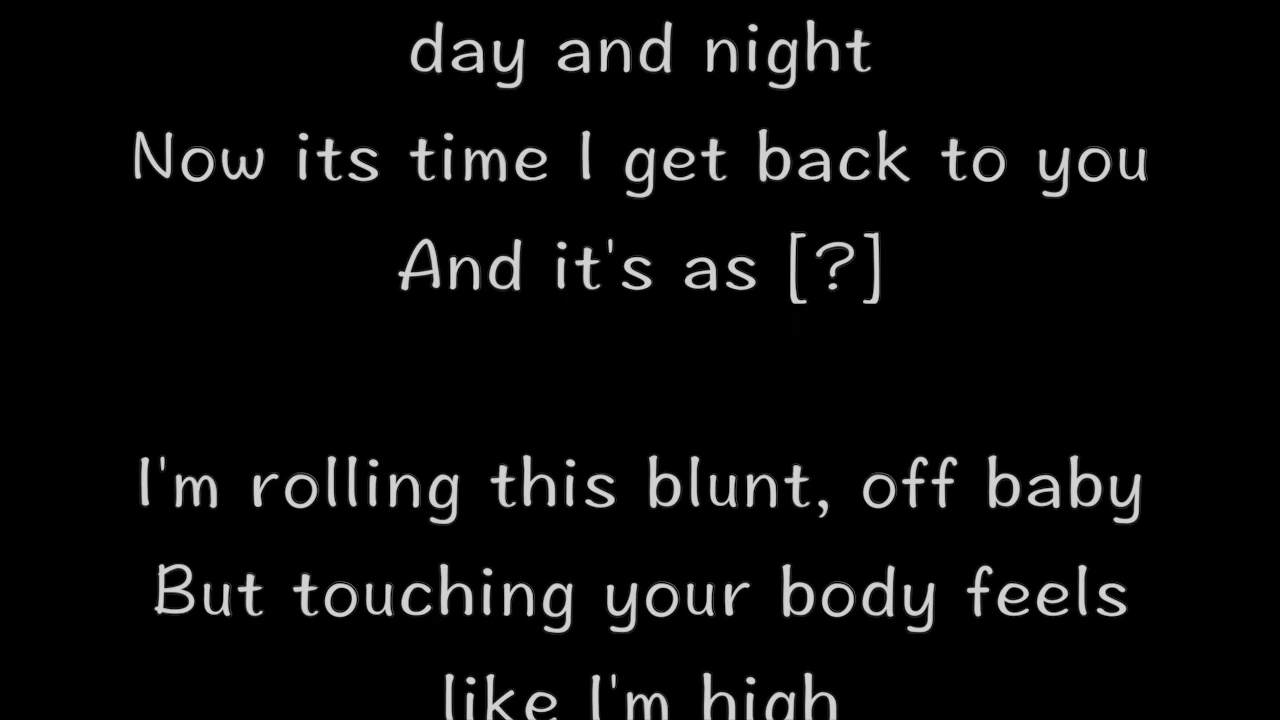 day and night
Now its time I get back to you
And it's as [?]
I'm rolling this blunt, off baby
But touching your body feels
like I'm high